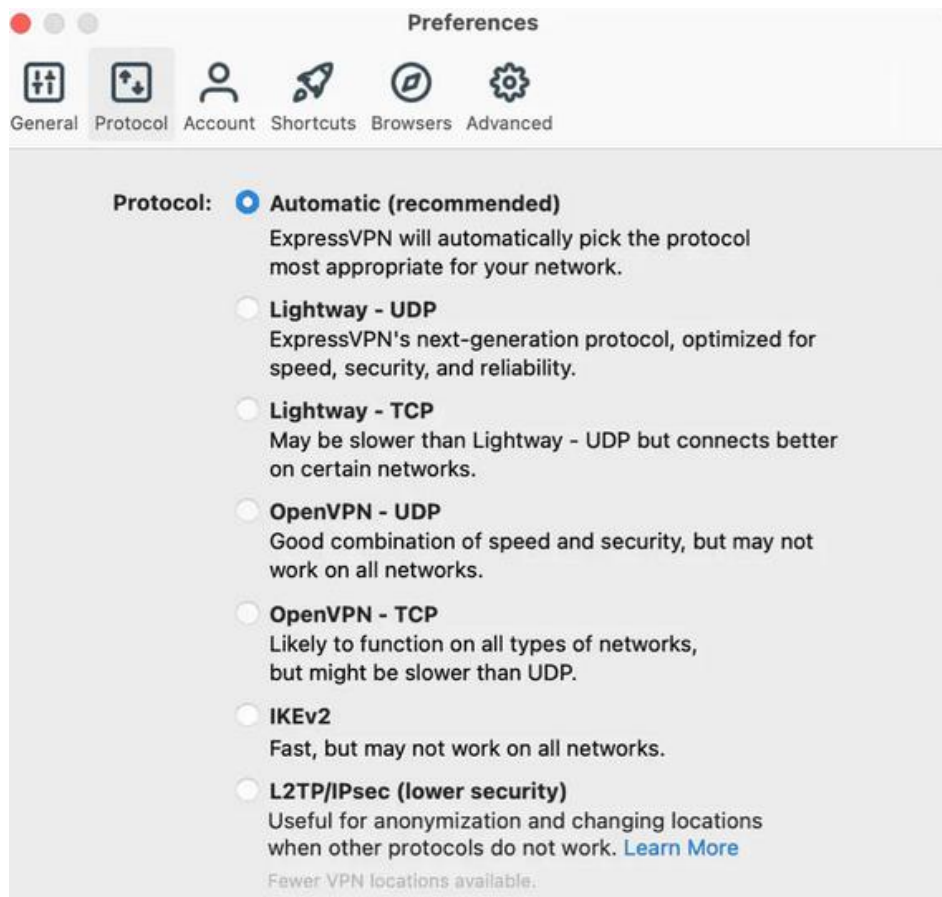 Preferences
General Protocol Account Shortcuts Browsers Advanced
Protocol: Automatic (recommended)
ExpressVPN will automatically pick the protocol
most appropriate for your network.
Lightway - UDP
ExpressVPN's next-generation protocol, optimized for
speed, security, and reliability.
Lightway - TCP
May be slower than Lightway - UDP but connects better
on certain networks.
OpenVPN - UDP
Good combination of speed and security, but may not
work on all networks.
OpenVPN - TCP
Likely to function on all types of networks,
but might be slower than UDP.
IKEv2
Fast, but may not work on all networks.
L2TP/IPsec (lower security)
Useful for anonymization and changing locations
when other protocols do not work. Learn More
Fewer VPN locations available.